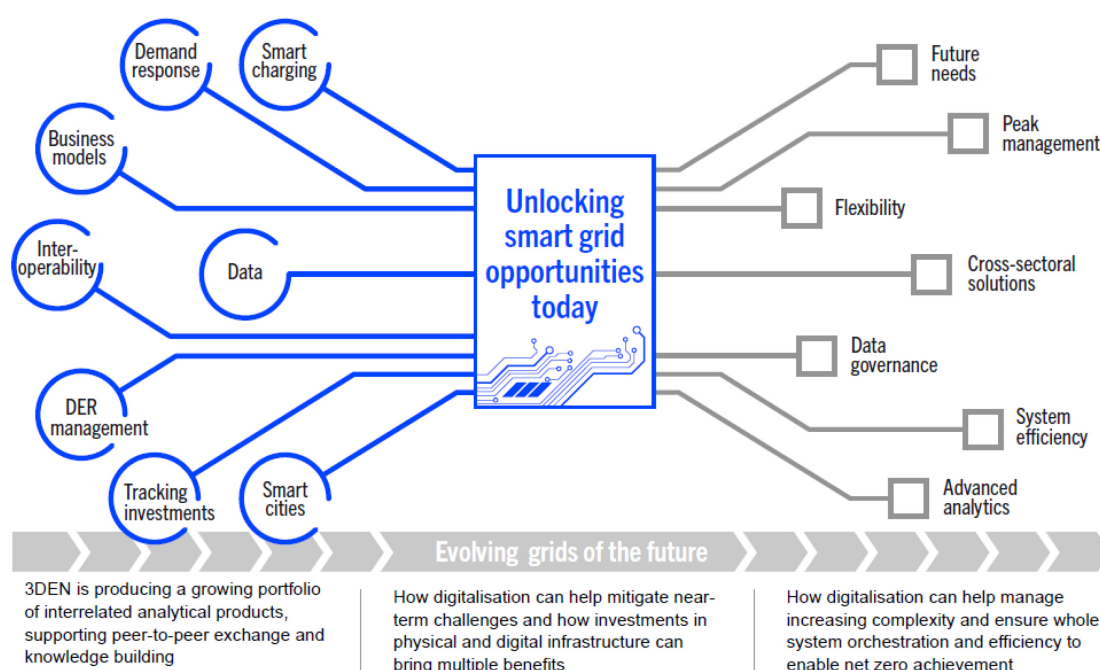 Demand
response
Smart
charging
Business
models
Inter-
operability
Data
DER
management
Tracking
investments
Smart
cities
Unlocking
smart grid
opportunities
today
Future
needs
Peak
management
Flexibility
Cross-sectoral
solutions
Data
governance
System
efficiency
Advanced
analytics
Evolving grids of the future
3DEN is producing a growing portfolio
of interrelated analytical products,
supporting peer-to-peer exchange and
knowledge building
How digitalisation can help mitigate near-
term challenges and how investments in
physical and digital infrastructure can
bring multiple benefits
How digitalisation can help manage
increasing complexity and ensure whole
system orchestration and efficiency to
enable net zero achievement